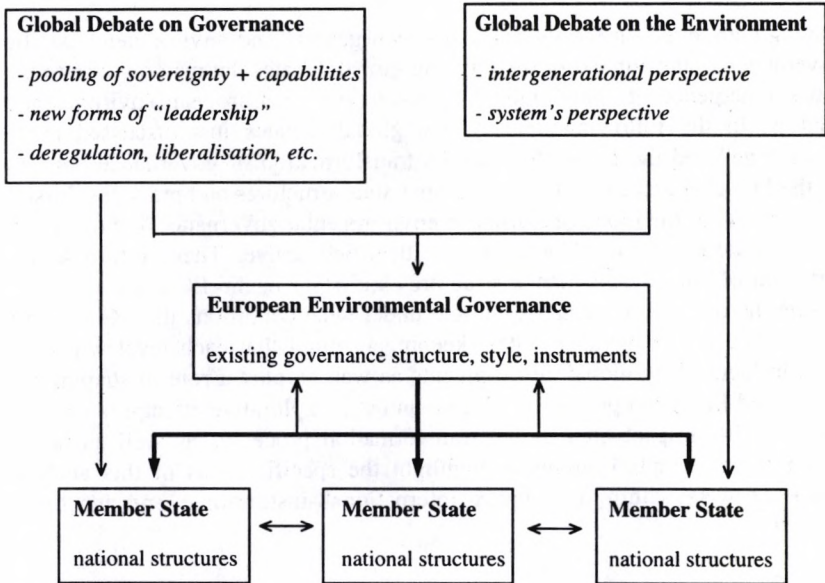 Global Debate on Governance
- pooling of sovereignty + capabilities
- new forms of “leadership”
- deregulation, liberalisation, etc.
Global Debate on the Environment
- intergenerational perspective
- system's perspective
European Environmental Governance
existing governance structure, style, instruments
Member State
national structures
Member State
national structures
Member State
national structures